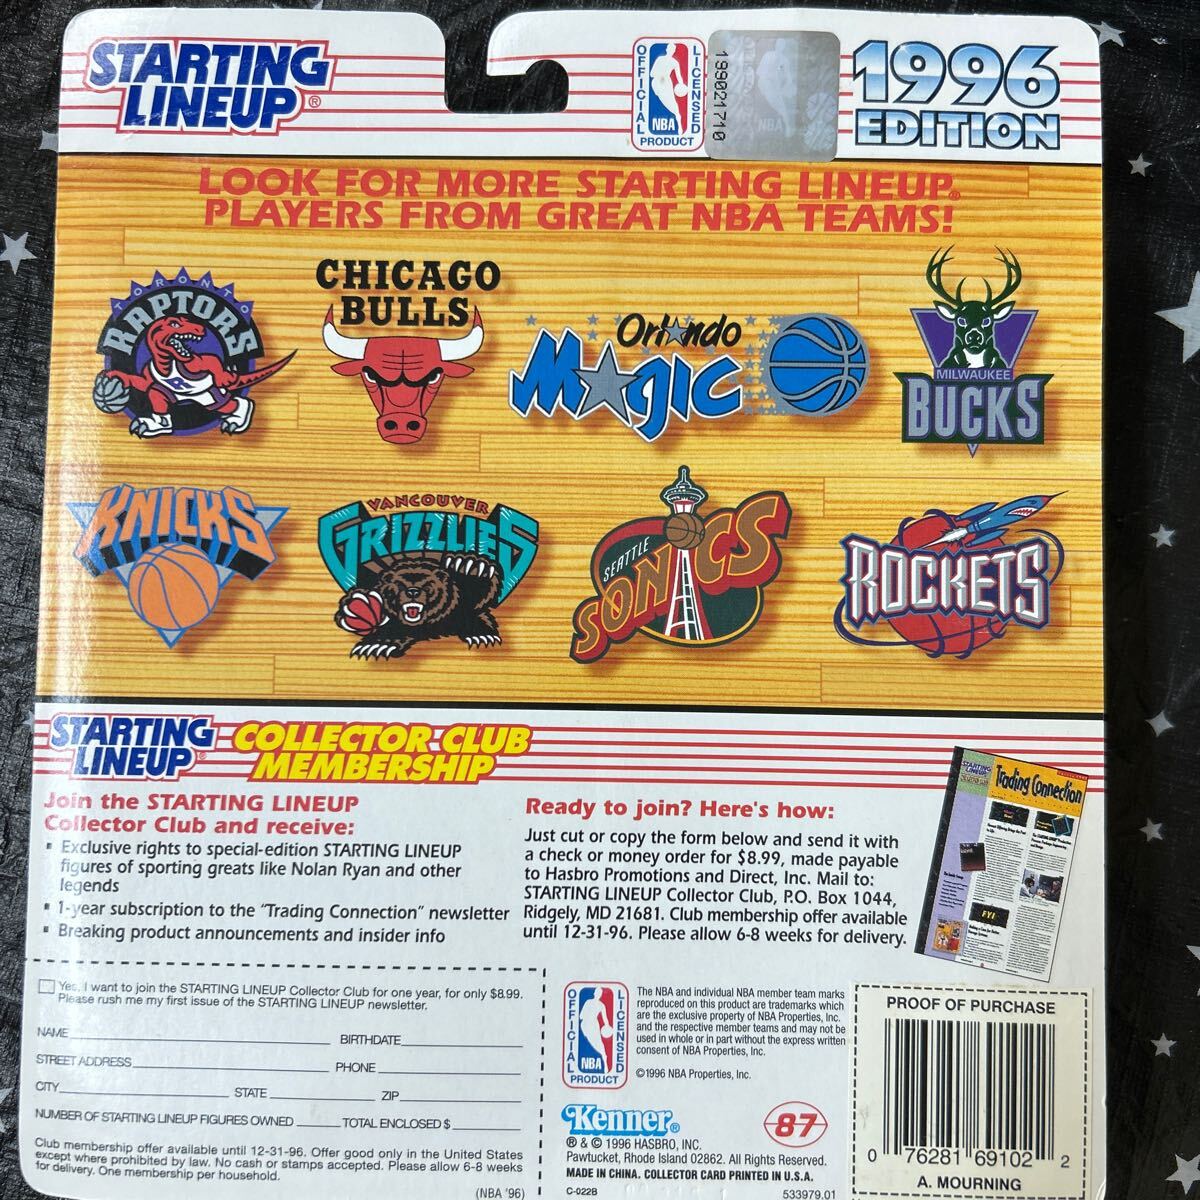 STARTING
LINEUP®
OFFICIAL
LICENSED
NBA
PRODUCT
199021710
NBA
1996
EDITION
LOOK FOR MORE STARTING LINEUP®
PLAYERS FROM GREAT NBA TEAMS!
TORONTO
RAPTORS
CHICAGO
BULLS
Orlando
MAGIC
MILWAUKEE
BUCKS
KNICKS
VANCOUVER
GRIZZLIES
SEATTLE
SONICS
ROCKETS
STARTING
LINEUP®
COLLECTOR CLUB
MEMBERSHIP
Join the STARTING LINEUP
Collector Club and receive:
▪ Exclusive rights to special-edition STARTING LINEUP
figures of sporting greats like Nolan Ryan and other
legends
▪ 1-year subscription to the "Trading Connection" newsletter
▪ Breaking product announcements and insider info
Ready to join? Here's how:
Just cut or copy the form below and send it with
a check or money order for $8.99, made payable
to Hasbro Promotions and Direct, Inc. Mail to:
STARTING LINEUP Collector Club, P.O. Box 1044,
Ridgely, MD 21681. Club membership offer available
until 12-31-96. Please allow 6-8 weeks for delivery.
STARTING
LINEUP
Trading Connection
FYI
Yes, I want to join the STARTING LINEUP Collector Club for one year, for only $8.99.
Please rush me my first issue of the STARTING LINEUP newsletter.
NAME BIRTHDATE
STREET ADDRESS PHONE
CITY STATE ZIP
NUMBER OF STARTING LINEUP FIGURES OWNED TOTAL ENCLOSED $
Club membership offer available until 12-31-96. Offer good only in the United States
except where prohibited by law. No cash or stamps accepted. Please allow 6-8 weeks
for delivery. One membership per household.
(NBA '96)
OFFICIAL
LICENSED
NBA
PRODUCT
The NBA and individual NBA member team marks
reproduced on this product are trademarks which
are the exclusive property of NBA Properties, Inc.
and the respective member teams and may not be
used in whole or in part without the express written
consent of NBA Properties, Inc.
©1996 NBA Properties, Inc.
Kenner®
87
® & © 1996 HASBRO, INC.
Pawtucket, Rhode Island 02862. All Rights Reserved.
MADE IN CHINA. COLLECTOR CARD PRINTED IN U.S.A.
C-022B 533979.01
PROOF OF PURCHASE
0 76281 69102 2
A. MOURNING